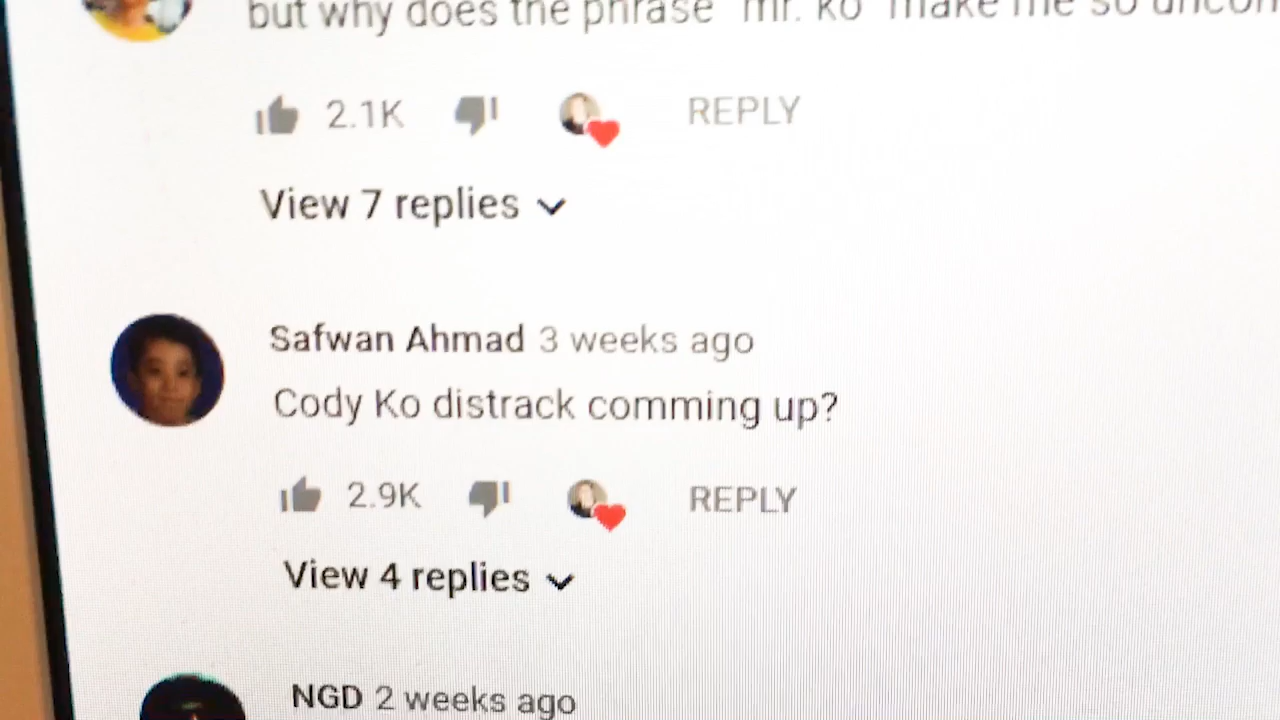 but why does the phrase "mr. ko" make me so uncom
2.1K REPLY
View 7 replies
Safwan Ahmad 3 weeks ago
Cody Ko distrack comming up?
2.9K REPLY
View 4 replies
NGD 2 weeks ago